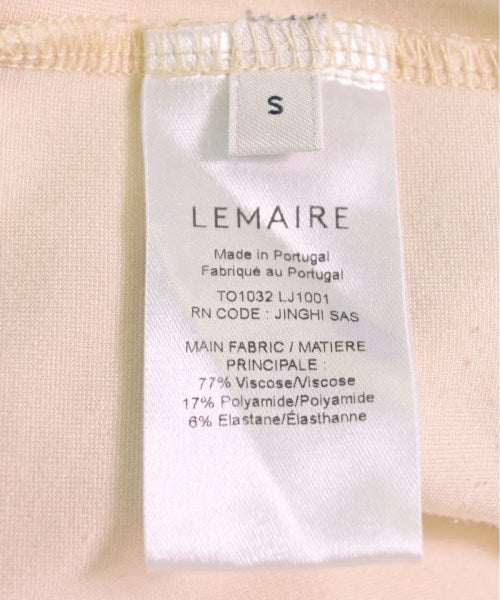 S
LEMAIRE
Made in Portugal
Fabriqué au Portugal
TO1032 LJ1001
RN CODE : JINGHI SAS
MAIN FABRIC / MATIERE
PRINCIPALE :
77% Viscose/Viscose
17% Polyamide/Polyamide
6% Elastane/Élasthanne